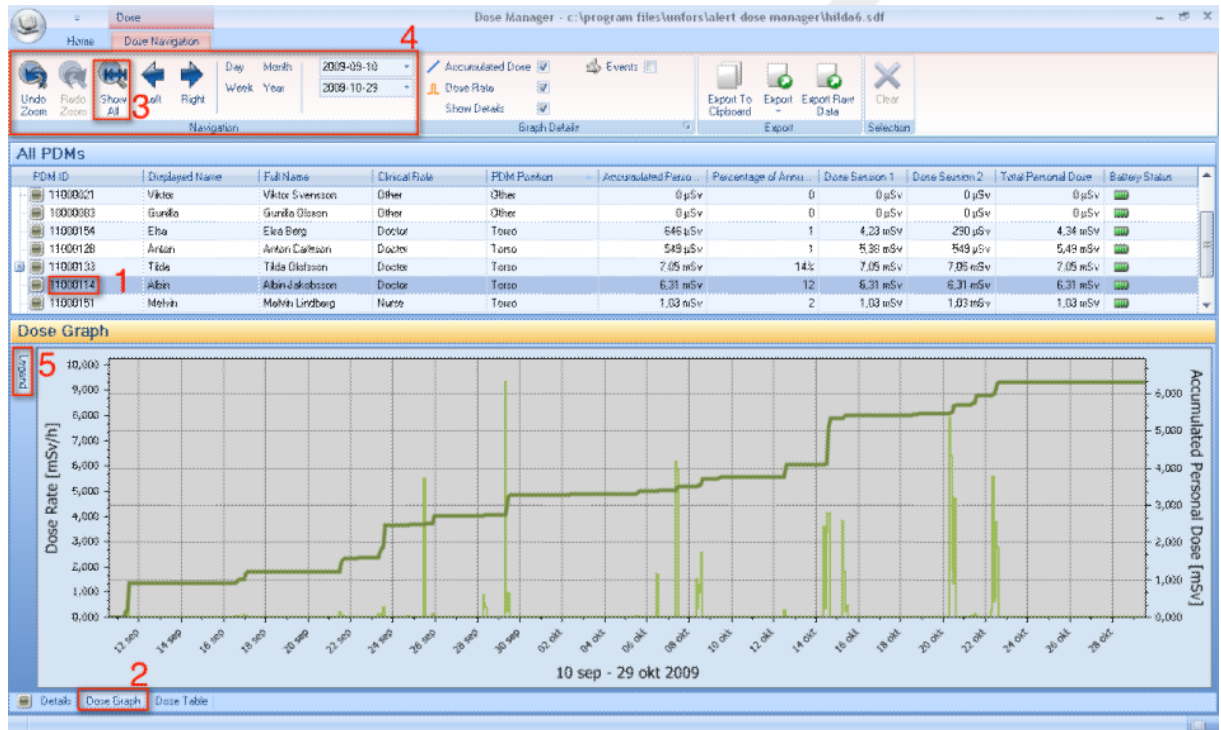 Dose
Dose Manager - c:\program files\unfors\alert dose manager\hilda6.sdf
Home Dose Navigation
4
Undo Zoom
Redo Zoom
Show All
3
Left
Right
Day Month
Week Year
2009-09-10
2009-10-29
Navigation
Accumulated Dose
Dose Rate
Show Details
Events
Graph Details
Export To Clipboard
Export
Export Raw Data
Export
Clear
Selection
All PDMs
PDM ID Displayed Name Full Name Clinical Role PDM Position Accumulated Perso... Percentage of Annu... Dose Session 1 Dose Session 2 Total Personal Dose Battery Status
11000021 Viktor Viktor Svensson Other Other 0 µSv 0 0 µSv 0 µSv 0 µSv
10000083 Gunilla Gunilla Olsson Other Other 0 µSv 0 0 µSv 0 µSv 0 µSv
11000154 Elsa Elsa Berg Doctor Torso 646 µSv 1 4,23 mSv 290 µSv 4,34 mSv
11000128 Anton Anton Carlsson Doctor Torso 549 µSv 1 5,36 mSv 549 µSv 5,49 mSv
11000133 Tilda Tilda Olofsson Doctor Torso 7,05 mSv 14% 7,05 mSv 7,05 mSv 7,05 mSv
11000114 1 Albin Albin Jakobsson Doctor Torso 6,31 mSv 12 6,31 mSv 6,31 mSv 6,31 mSv
11000151 Melvin Melvin Lindberg Nurse Torso 1,03 mSv 2 1,03 mSv 1,03 mSv 1,03 mSv
Dose Graph
Legend
5
Dose Rate [mSv/h]
10,000
9,000
8,000
7,000
6,000
5,000
4,000
3,000
2,000
1,000
0,000
6,000
5,000
4,000
3,000
2,000
1,000
0,000
Accumulated Personal Dose [mSv]
12 sep 14 sep 16 sep 18 sep 20 sep 22 sep 24 sep 26 sep 28 sep 30 sep 02 okt 04 okt 06 okt 08 okt 10 okt 12 okt 14 okt 16 okt 18 okt 20 okt 22 okt 24 okt 26 okt 28 okt
10 sep - 29 okt 2009
2
Details Dose Graph Dose Table